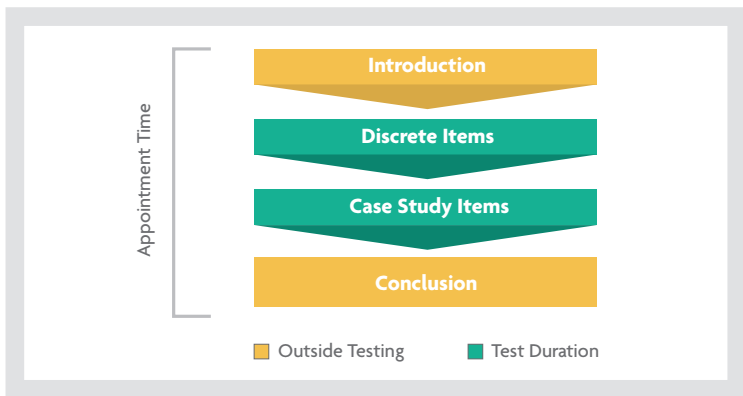 Appointment Time
Introduction
Discrete Items
Case Study Items
Conclusion
Outside Testing
Test Duration